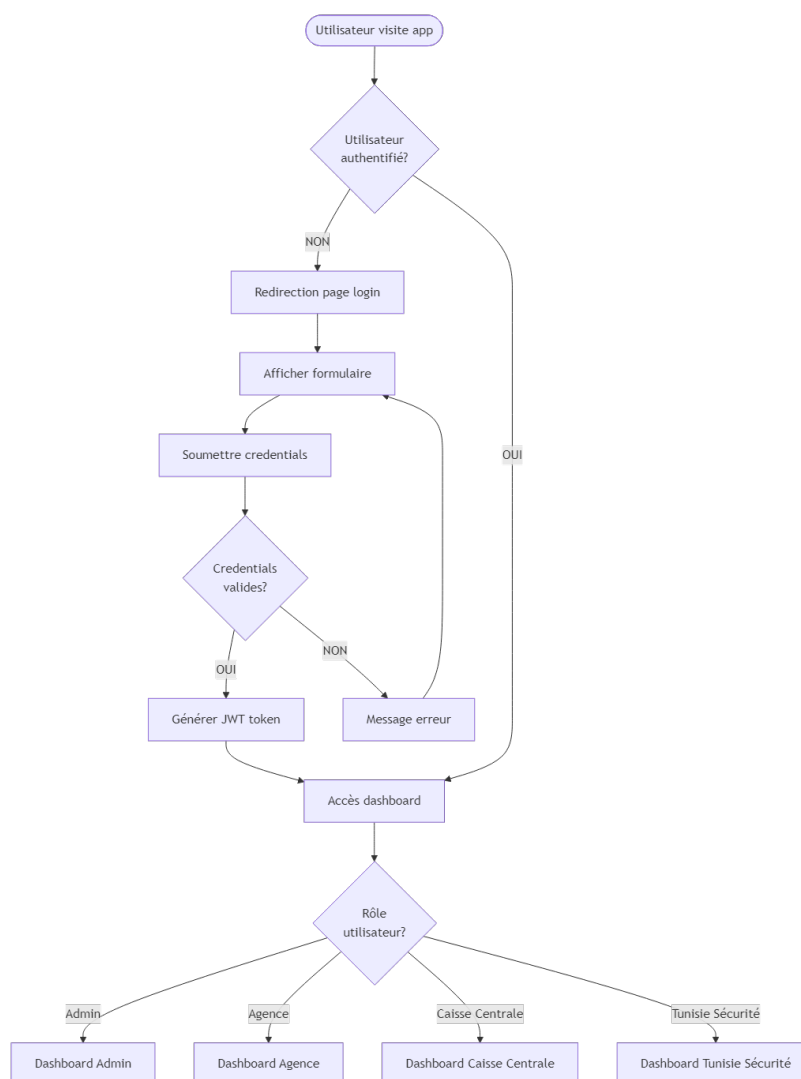 Utilisateur visite app
Utilisateur
authentifié?
NON
Redirection page login
Afficher formulaire
Soumettre credentials
OUI
Credentials
valides?
OUI
NON
Générer JWT token
Message erreur
Accès dashboard
Rôle
utilisateur?
Admin
Agence
Caisse Centrale
Tunisie Sécurité
Dashboard Admin
Dashboard Agence
Dashboard Caisse Centrale
Dashboard Tunisie Sécurité